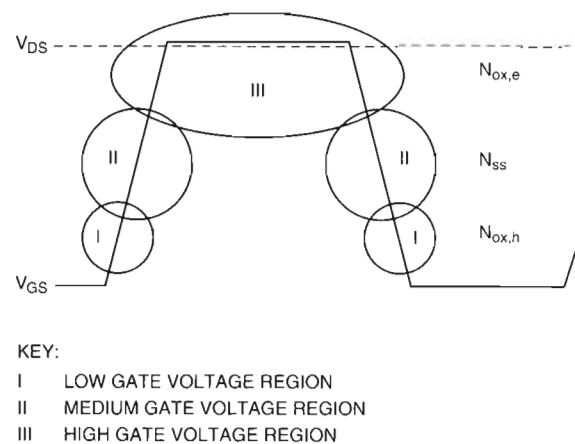 V_DS
N_ox,e
III
II
II
N_ss
I
I
N_ox,h
V_GS
KEY:
I LOW GATE VOLTAGE REGION
II MEDIUM GATE VOLTAGE REGION
III HIGH GATE VOLTAGE REGION